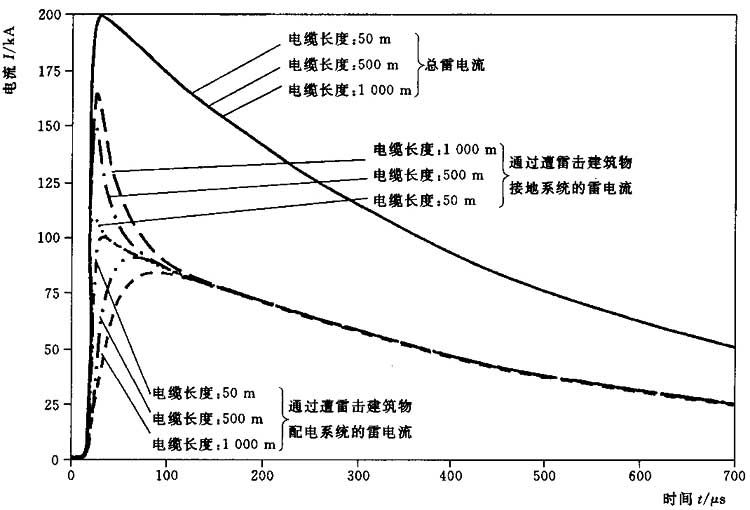 电流 I/kA
200
175
150
125
100
75
50
25
0
0
100
200
300
400
500
600
700
时间 t/μs
电缆长度:50 m
电缆长度:500 m
电缆长度:1 000 m
总雷电流
电缆长度:1 000 m
电缆长度:500 m
电缆长度:50 m
通过遭雷击建筑物
接地系统的雷电流
电缆长度:50 m
电缆长度:500 m
电缆长度:1 000 m
通过遭雷击建筑物
配电系统的雷电流